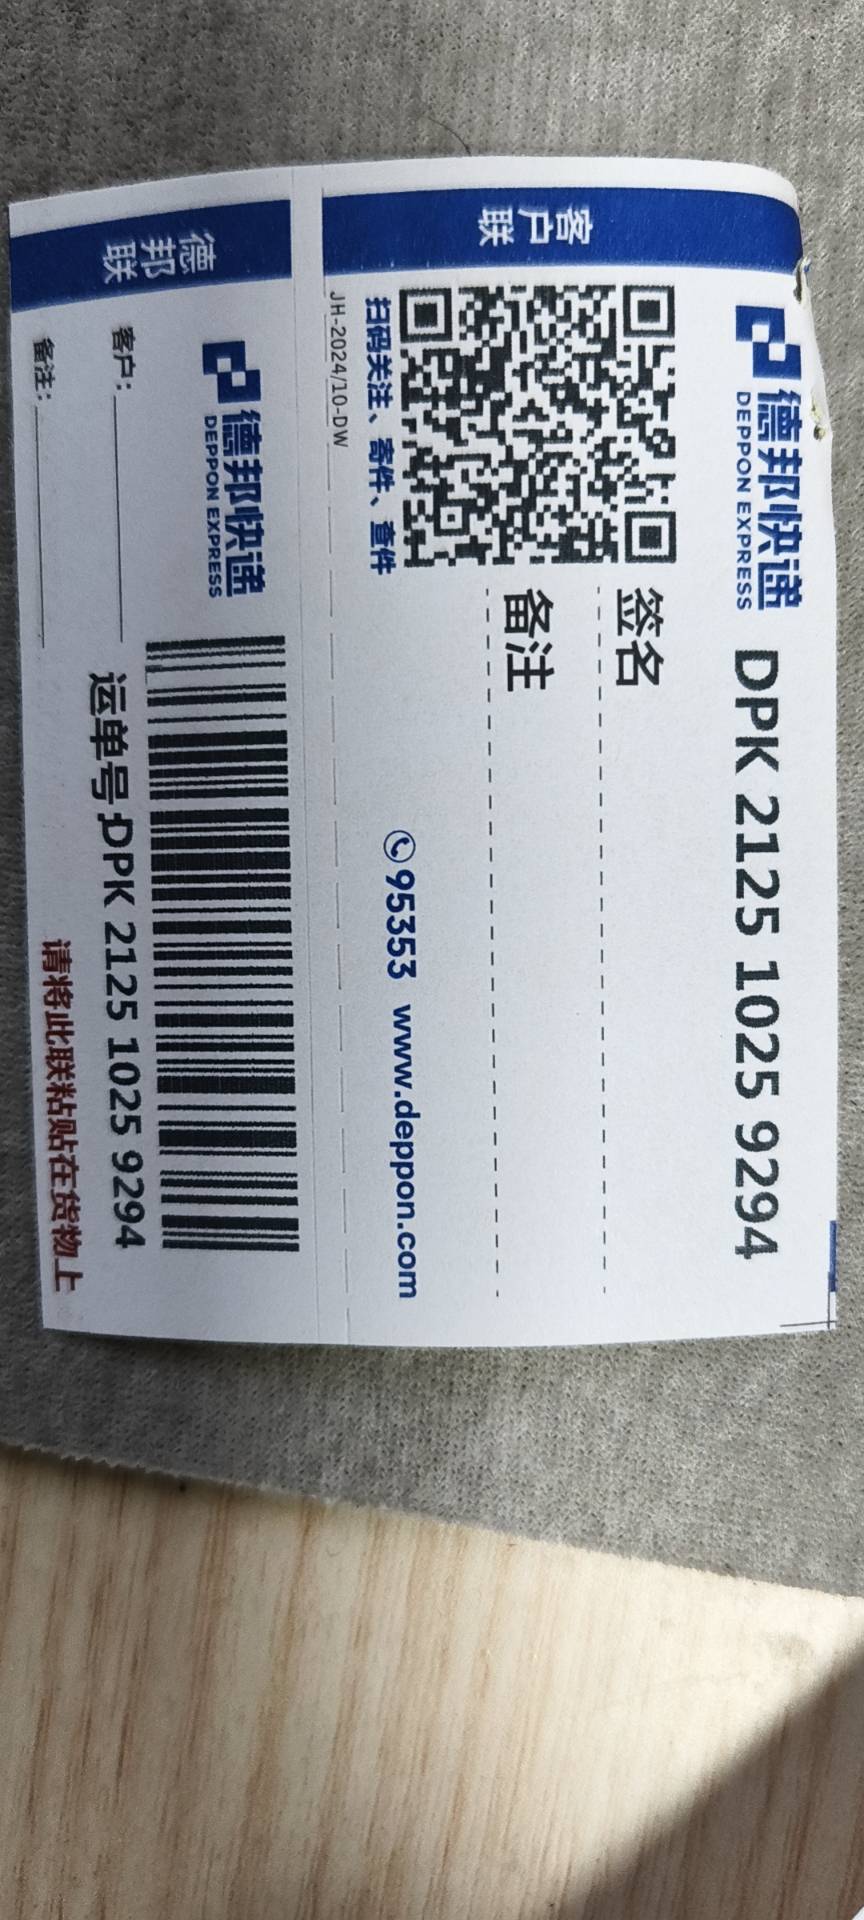 德邦快递
DEPPON EXPRESS
DPK 2125 1025 9294
客户联
签名
备注
扫码关注、寄件、查件
95353 www.deppon.com
JH-2024/10-DW
德邦联
德邦快递
DEPPON EXPRESS
客户:
备注:
运单号:DPK 2125 1025 9294
请将此联粘贴在货物上